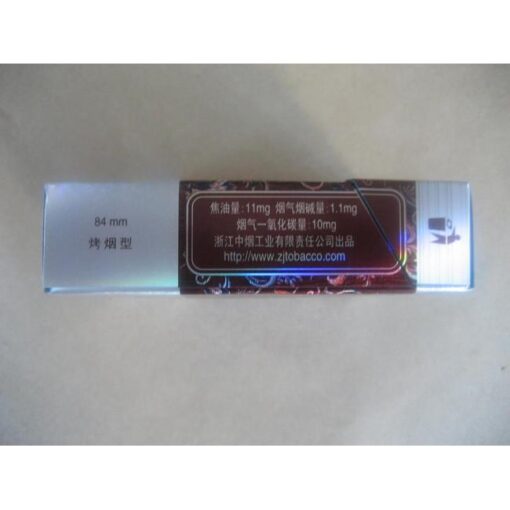 84 mm
烤烟型
焦油量:11mg 烟气烟碱量:1.1mg
烟气一氧化碳量:10mg
浙江中烟工业有限责任公司出品
http://www.zjtobacco.com